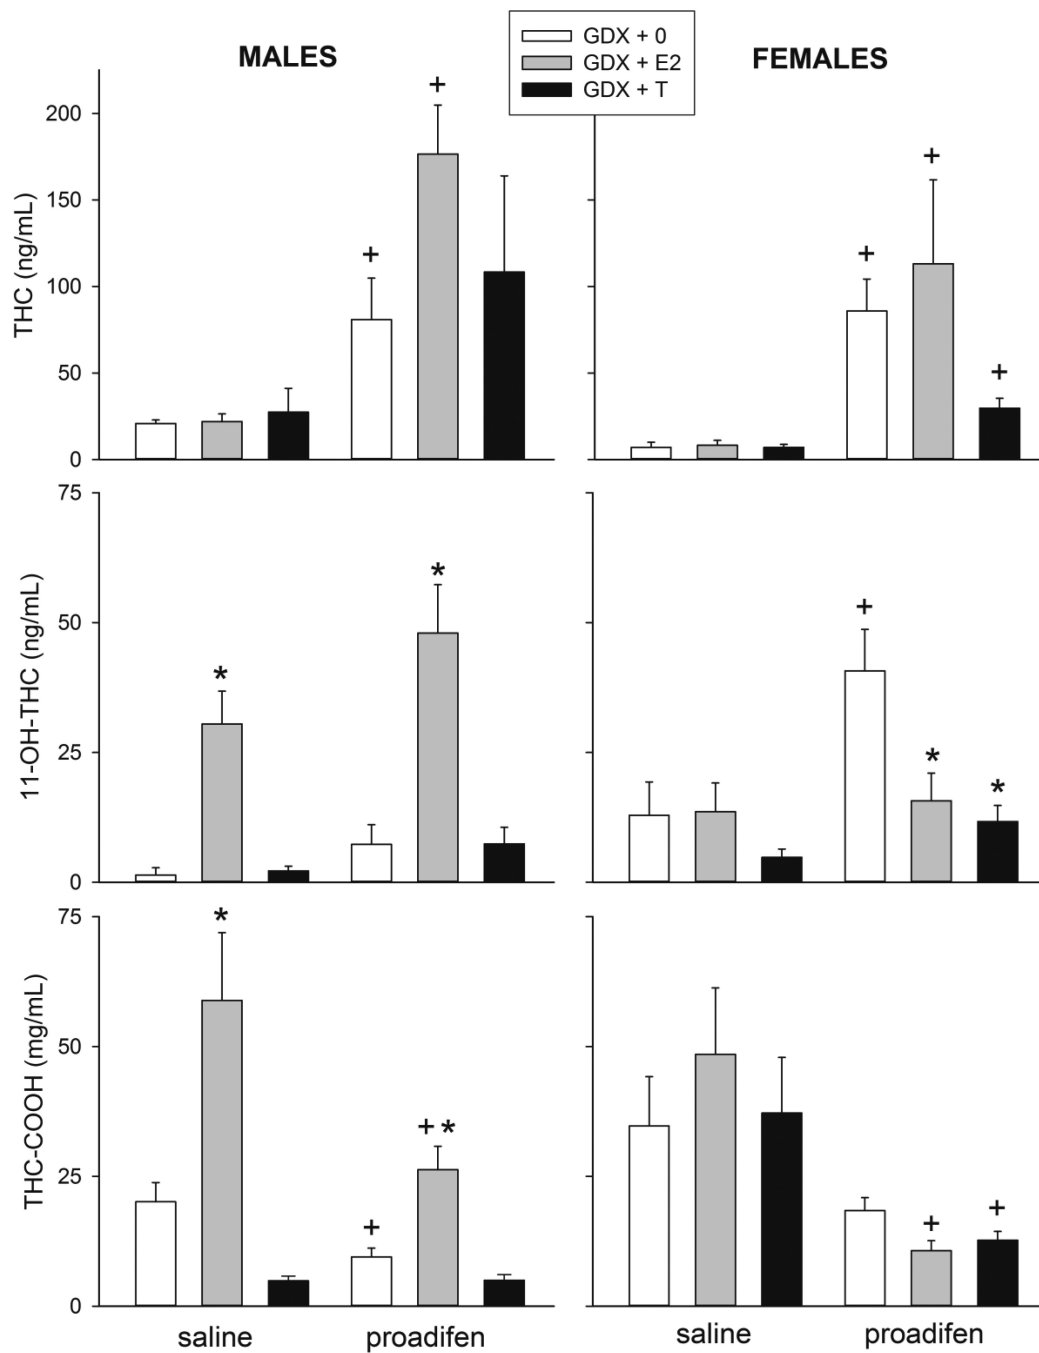 GDX + 0
GDX + E2
GDX + T
MALES
FEMALES
THC (ng/mL)
200
150
100
50
0
+
+
+
+
+
11-OH-THC (ng/mL)
75
50
25
0
*
*
+
*
*
THC-COOH (mg/mL)
75
50
25
0
*
+
+ *
+
+
saline
proadifen
saline
proadifen